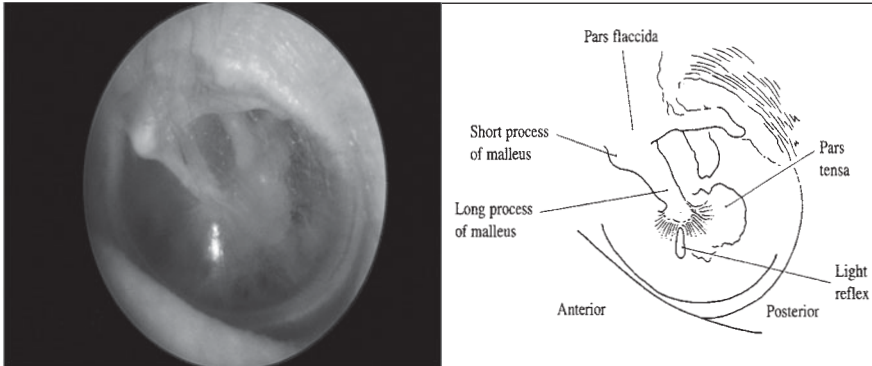 Pars flaccida
Short process
of malleus
Pars
tensa
Long process
of malleus
Light
reflex
Anterior
Posterior